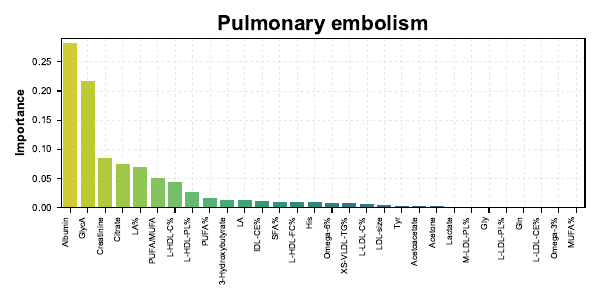 Pulmonary embolism
Importance
0.25
0.20
0.15
0.10
0.05
0.00
Albumin
GlycA
Creatinine
Citrate
LA%
PUFA/MUFA
L-HDL-C%
L-HDL-PL%
PUFA%
3-Hydroxybutyrate
LA
IDL-CE%
SFA%
L-HDL-FC%
His
Omega-6%
XS-VLDL-TG%
L-LDL-C%
LDL-size
Tyr
Acetoacetate
Acetone
Lactate
M-LDL-PL%
Gly
L-LDL-PL%
Gln
L-LDL-CE%
Omega-3%
MUFA%